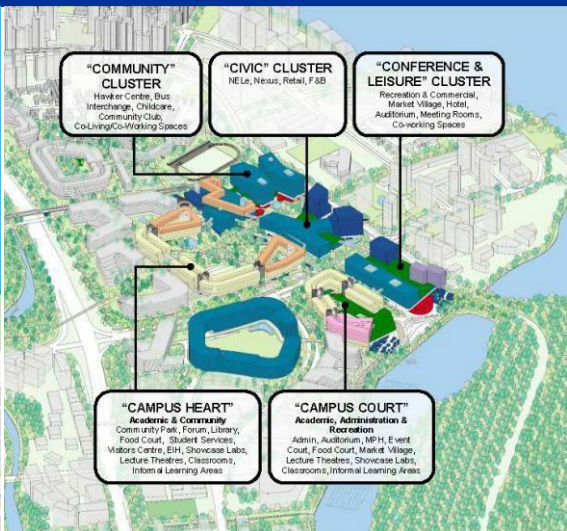 “COMMUNITY”
CLUSTER
Hawker Centre, Bus
Interchange, Childcare,
Community Club,
Co-Living/Co-Working Spaces
“CIVIC” CLUSTER
NELe, Nexus, Retail, F&B
“CONFERENCE &
LEISURE” CLUSTER
Recreation & Commercial,
Market Village, Hotel,
Auditorium, Meeting Rooms,
Co-working Spaces
“CAMPUS HEART”
Academic & Community
Community Park, Forum, Library,
Food Court, Student Services,
Visitors Centre, EIH, Showcase Labs,
Lecture Theatres, Classrooms,
Informal Learning Areas
“CAMPUS COURT”
Academic, Administration &
Recreation
Admin, Auditorium, MPH, Event
Court, Food Court, Market Village,
Lecture Theatres, Showcase Labs,
Classrooms, Informal Learning Areas